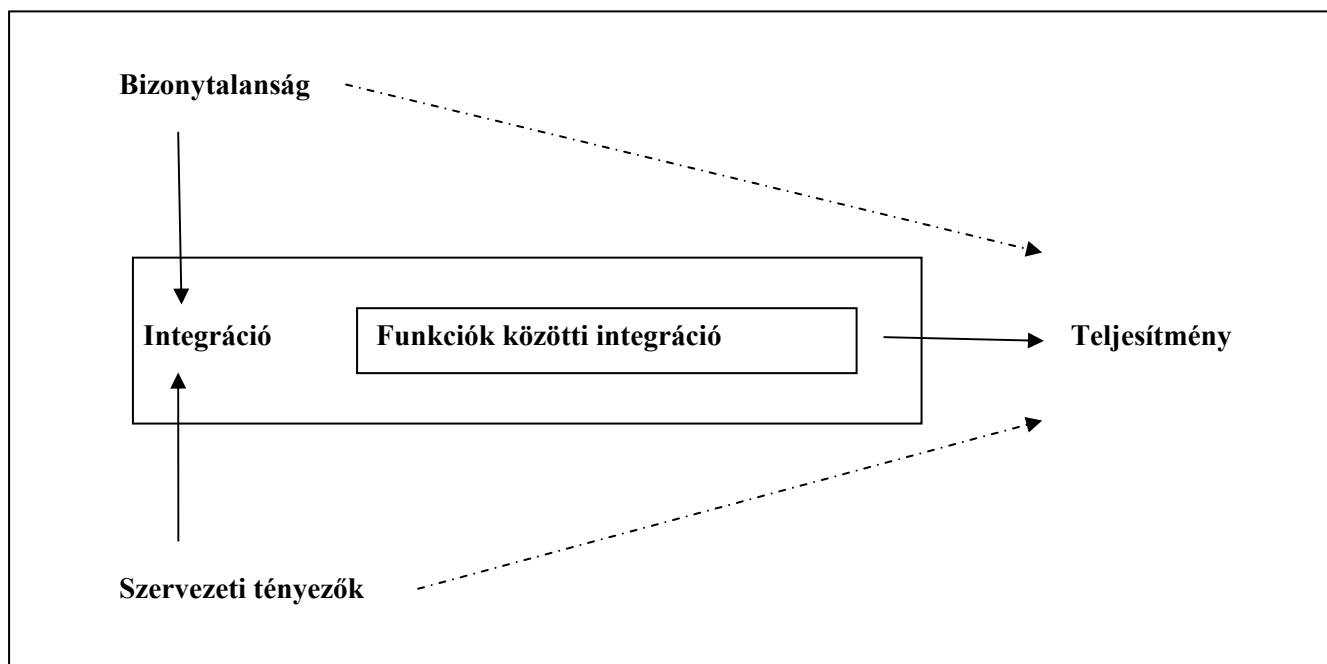 Bizonytalanság
Integráció
Funkciók közötti integráció
Teljesítmény
Szervezeti tényezők